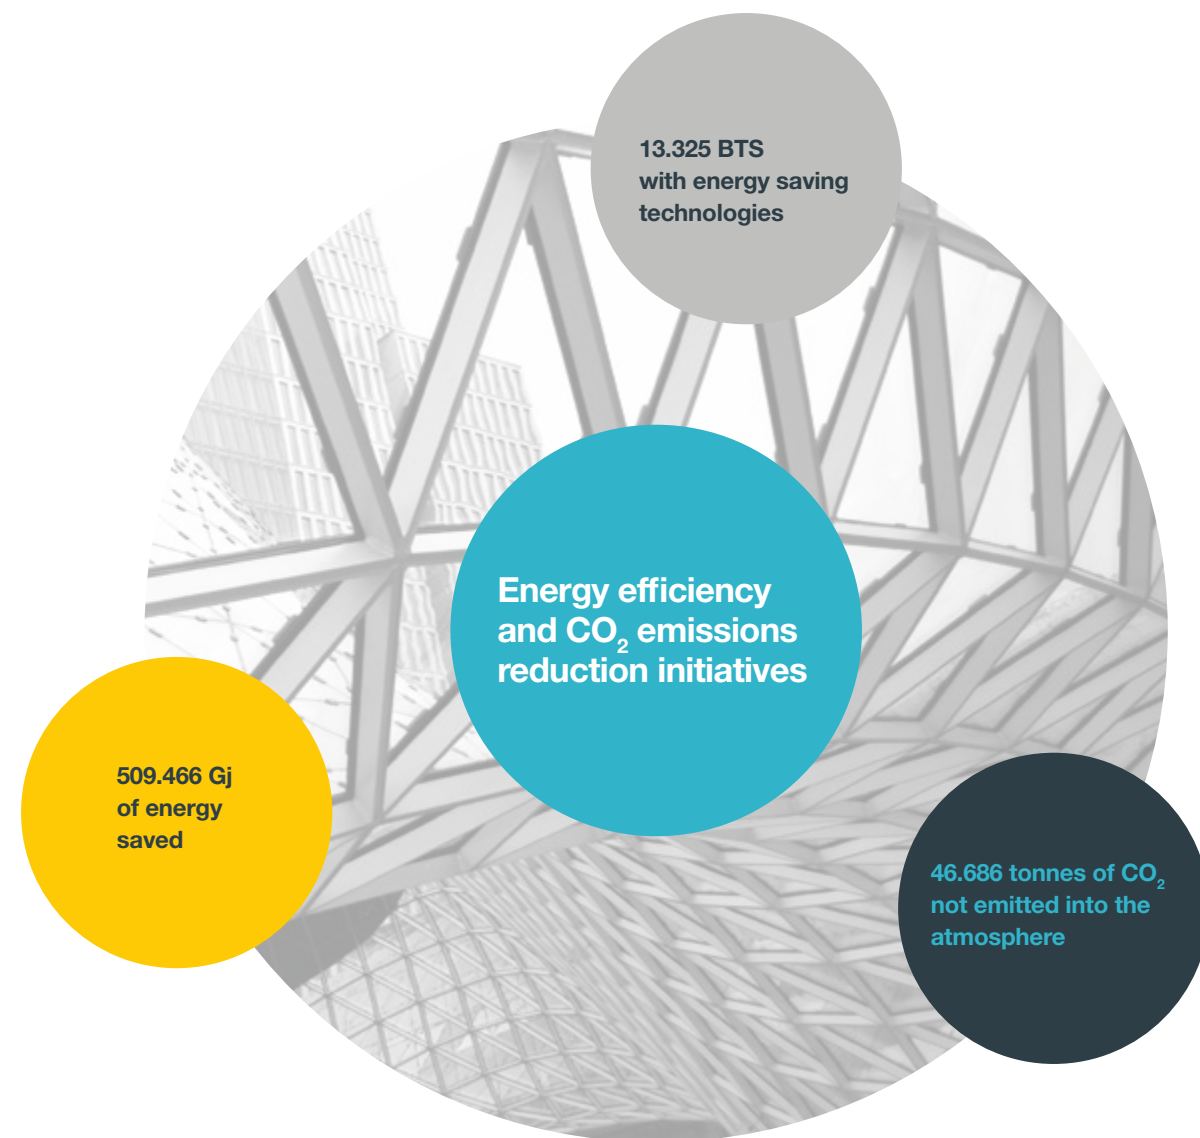 13.325 BTS
with energy saving
technologies
Energy efficiency
and CO₂ emissions
reduction initiatives
509.466 Gj
of energy
saved
46.686 tonnes of CO₂
not emitted into the
atmosphere